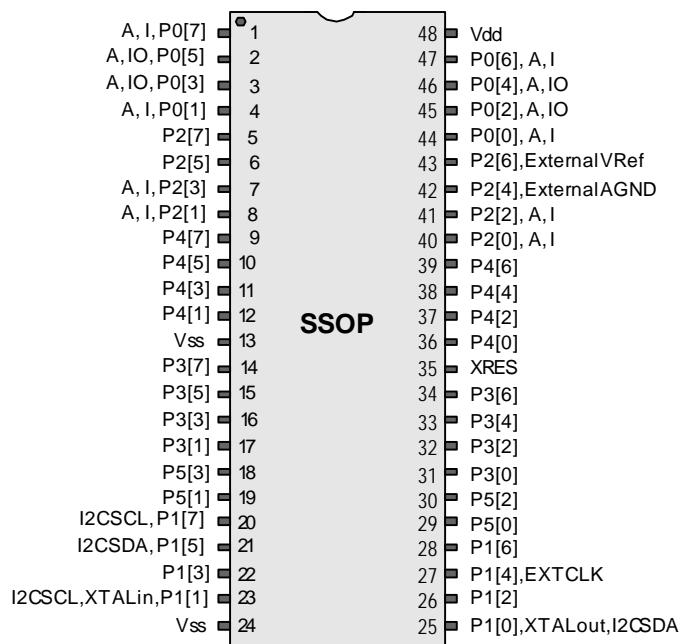 A, I, P0[7] 1 48 Vdd
A, IO, P0[5] 2 47 P0[6], A, I
A, IO, P0[3] 3 46 P0[4], A, IO
A, I, P0[1] 4 45 P0[2], A, IO
P2[7] 5 44 P0[0], A, I
P2[5] 6 43 P2[6], External VRef
A, I, P2[3] 7 42 P2[4], External AGND
A, I, P2[1] 8 41 P2[2], A, I
P4[7] 9 40 P2[0], A, I
P4[5] 10 39 P4[6]
P4[3] 11 38 P4[4]
P4[1] 12 SSOP 37 P4[2]
Vss 13 36 P4[0]
P3[7] 14 35 XRES
P3[5] 15 34 P3[6]
P3[3] 16 33 P3[4]
P3[1] 17 32 P3[2]
P5[3] 18 31 P3[0]
P5[1] 19 30 P5[2]
I2CSCL, P1[7] 20 29 P5[0]
I2CSDA, P1[5] 21 28 P1[6]
P1[3] 22 27 P1[4], EXTCLK
I2CSCL, XTALin, P1[1] 23 26 P1[2]
Vss 24 25 P1[0], XTALout, I2CSDA